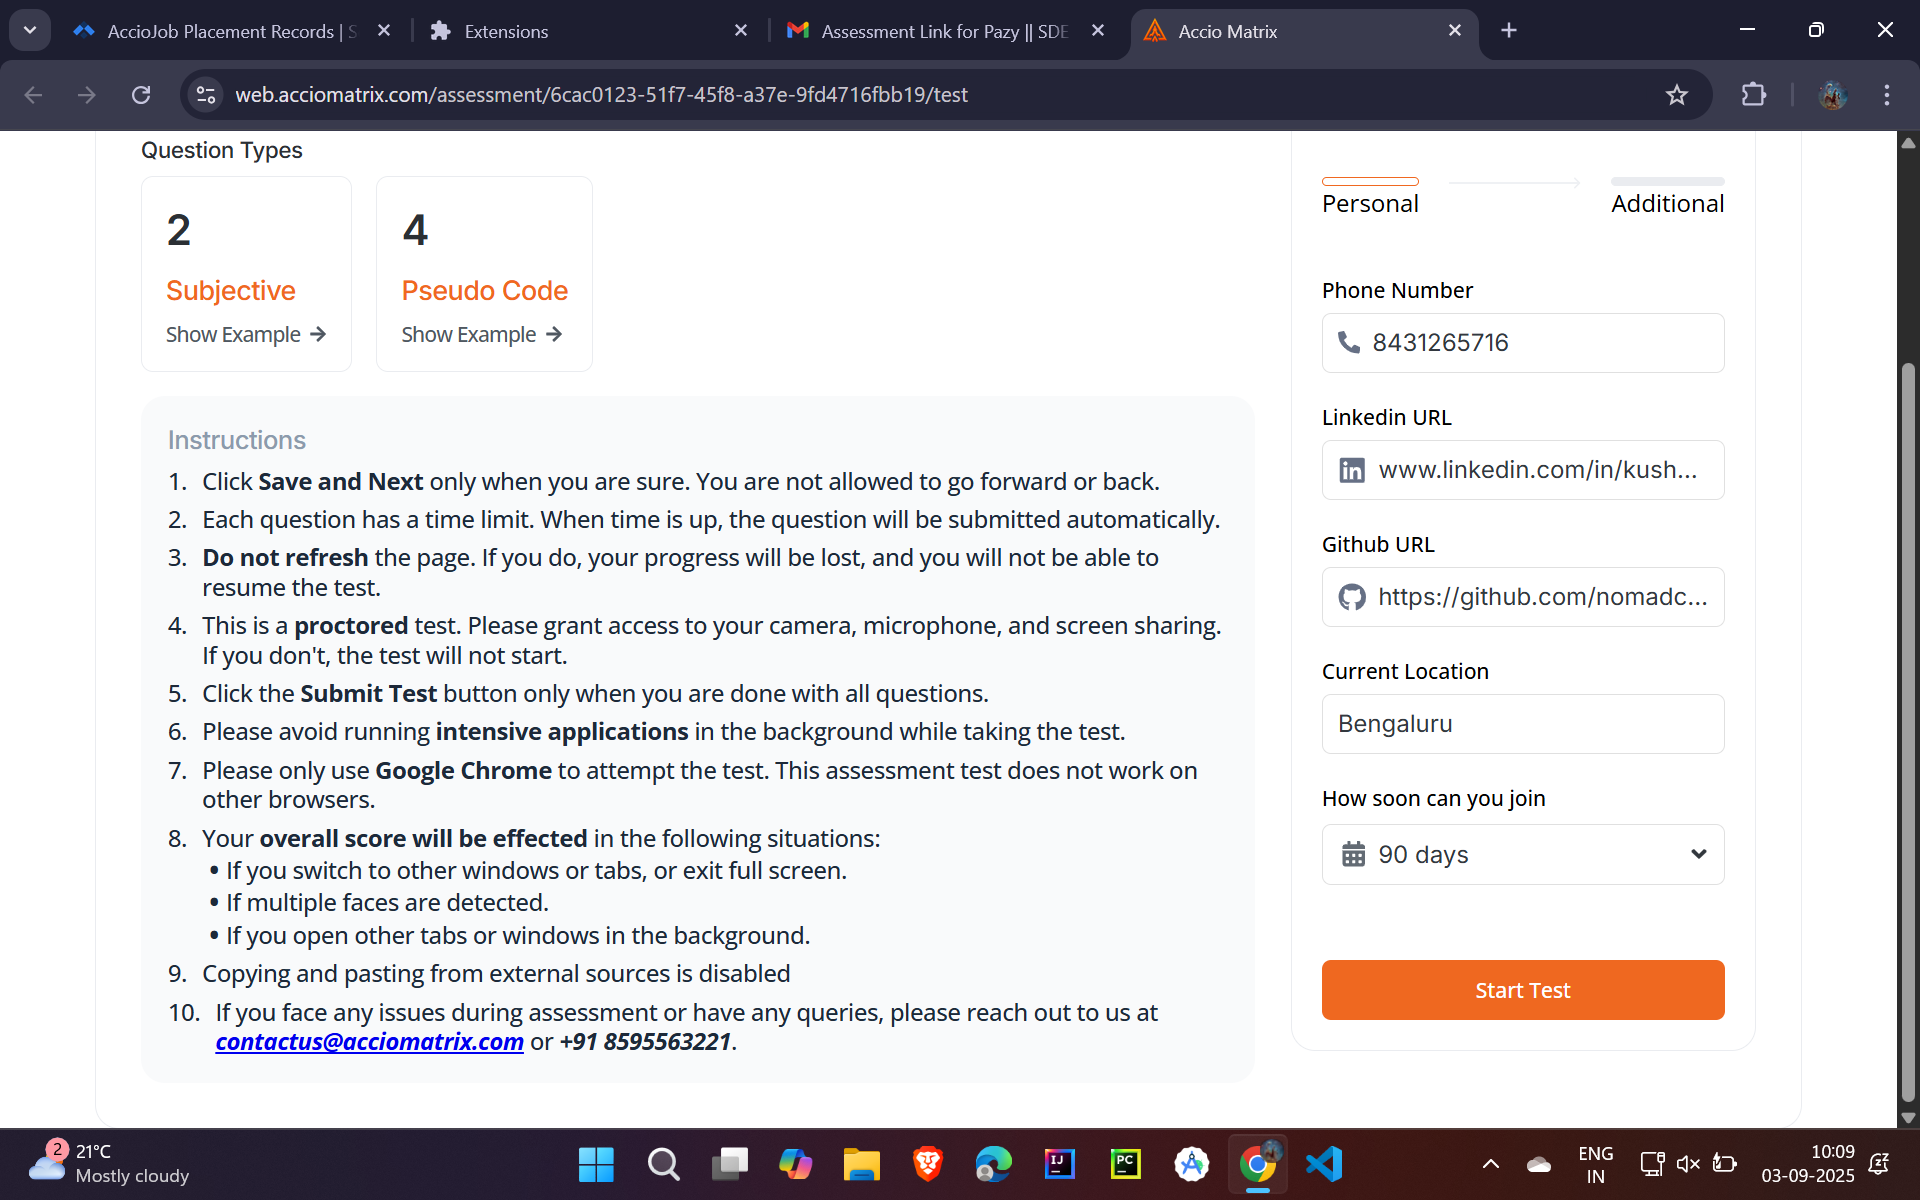 AccioJob Placement Records | S
Extensions
Assessment Link for Pazy || SDE
Accio Matrix
web.acciomatrix.com/assessment/6cac0123-51f7-45f8-a37e-9fd4716fbb19/test
Question Types
2
Subjective
Show Example →
4
Pseudo Code
Show Example →
Instructions
1. Click Save and Next only when you are sure. You are not allowed to go forward or back.
2. Each question has a time limit. When time is up, the question will be submitted automatically.
3. Do not refresh the page. If you do, your progress will be lost, and you will not be able to
resume the test.
4. This is a proctored test. Please grant access to your camera, microphone, and screen sharing.
If you don't, the test will not start.
5. Click the Submit Test button only when you are done with all questions.
6. Please avoid running intensive applications in the background while taking the test.
7. Please only use Google Chrome to attempt the test. This assessment test does not work on
other browsers.
8. Your overall score will be effected in the following situations:
• If you switch to other windows or tabs, or exit full screen.
• If multiple faces are detected.
• If you open other tabs or windows in the background.
9. Copying and pasting from external sources is disabled
10. If you face any issues during assessment or have any queries, please reach out to us at
contactus@acciomatrix.com or +91 8595563221.
Personal
Additional
Phone Number
8431265716
Linkedin URL
www.linkedin.com/in/kush...
Github URL
https://github.com/nomadc...
Current Location
Bengaluru
How soon can you join
90 days
Start Test
2
21°C
Mostly cloudy
IJ
PC
ENG
IN
10:09
03-09-2025